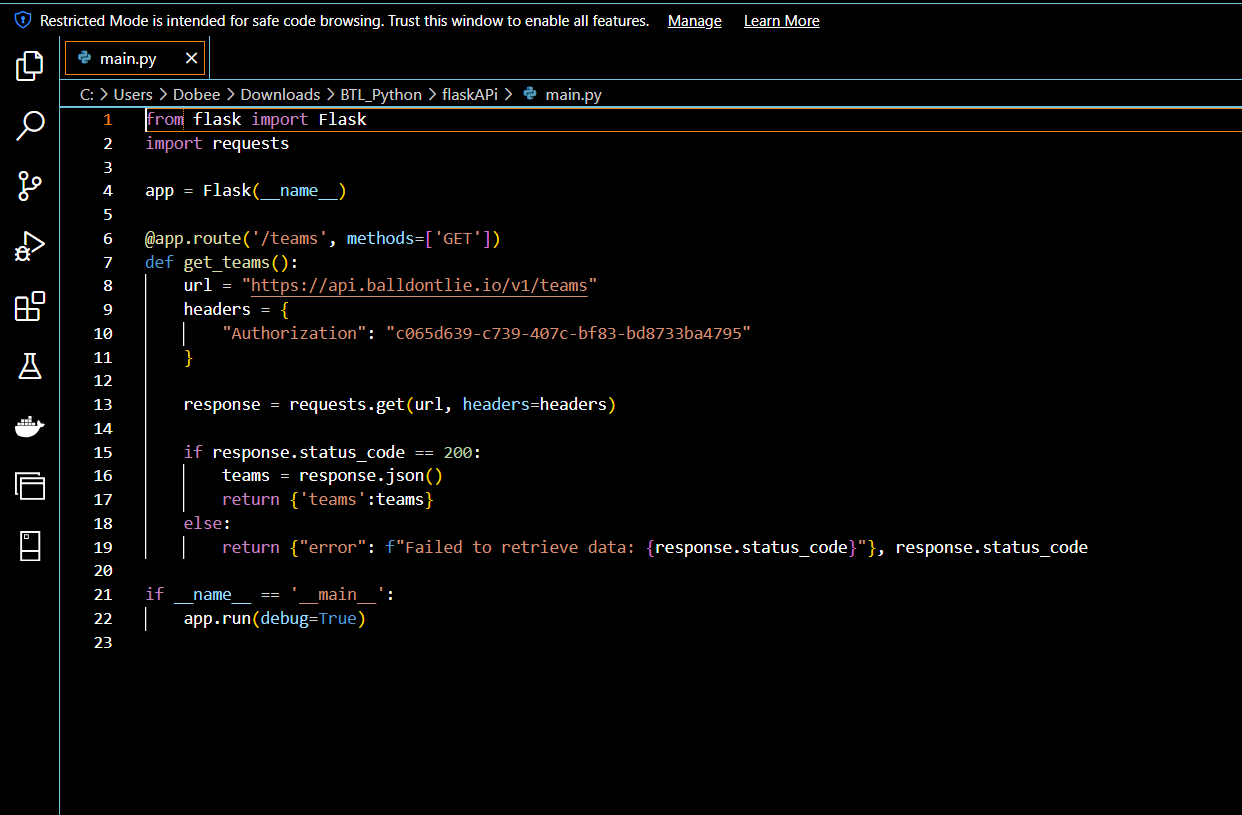 Restricted Mode is intended for safe code browsing. Trust this window to enable all features. Manage Learn More
main.py
C: > Users > Dobee > Downloads > BTL_Python > flaskAPi > main.py
1 from flask import Flask
2 import requests
3
4 app = Flask(__name__)
5
6 @app.route('/teams', methods=['GET'])
7 def get_teams():
8     url = "https://api.balldontlie.io/v1/teams"
9     headers = {
10         "Authorization": "c065d639-c739-407c-bf83-bd8733ba4795"
11     }
12
13     response = requests.get(url, headers=headers)
14
15     if response.status_code == 200:
16         teams = response.json()
17         return {'teams':teams}
18     else:
19         return {"error": f"Failed to retrieve data: {response.status_code}"}, response.status_code
20
21 if __name__ == '__main__':
22     app.run(debug=True)
23